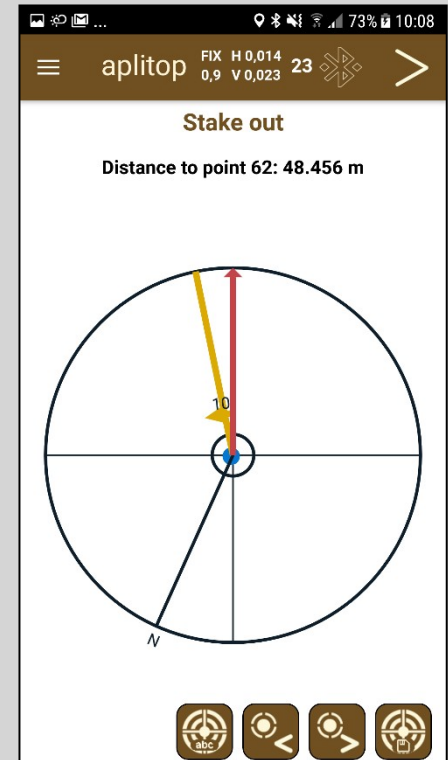 ... 73% 10:08
aplitop FIX H 0,014 23
0,9 V 0,023
Stake out
Distance to point 62: 48.456 m
10
N
abc